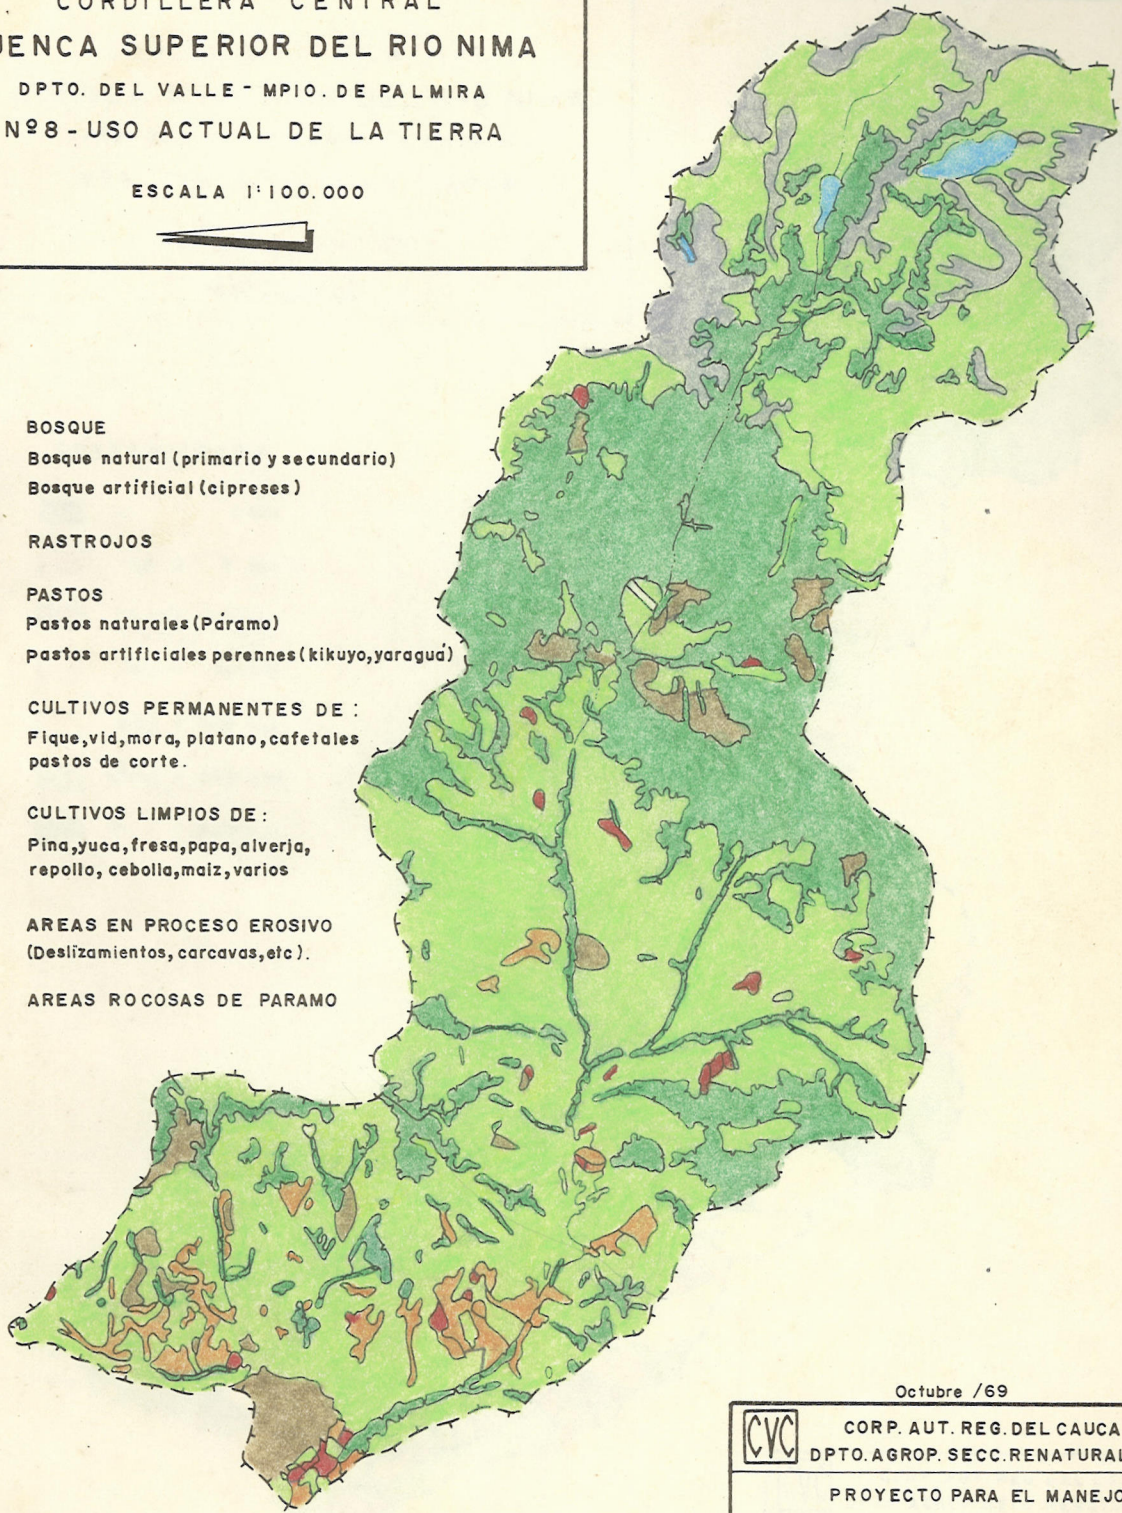 CORDILLERA CENTRAL
UENCA SUPERIOR DEL RIO NIMA
DPTO. DEL VALLE - MPIO. DE PALMIRA
Nº8 - USO ACTUAL DE LA TIERRA
ESCALA 1:100.000
BOSQUE
Bosque natural (primario y secundario)
Bosque artificial (cipreses)
RASTROJOS
PASTOS
Pastos naturales (Páramo)
Pastos artificiales perennes (kikuyo, yaraguá)
CULTIVOS PERMANENTES DE :
Fique, vid, mora, platano, cafetales
pastos de corte.
CULTIVOS LIMPIOS DE:
Pina, yuca, fresa, papa, alverja,
repollo, cebolla, maiz, varios
AREAS EN PROCESO EROSIVO
(Deslizamientos, carcavas, etc).
AREAS ROCOSAS DE PARAMO
Octubre /69
CVC
CORP. AUT. REG. DEL CAUCA
DPTO. AGROP. SECC. RENATURAL
PROYECTO PARA EL MANEJO